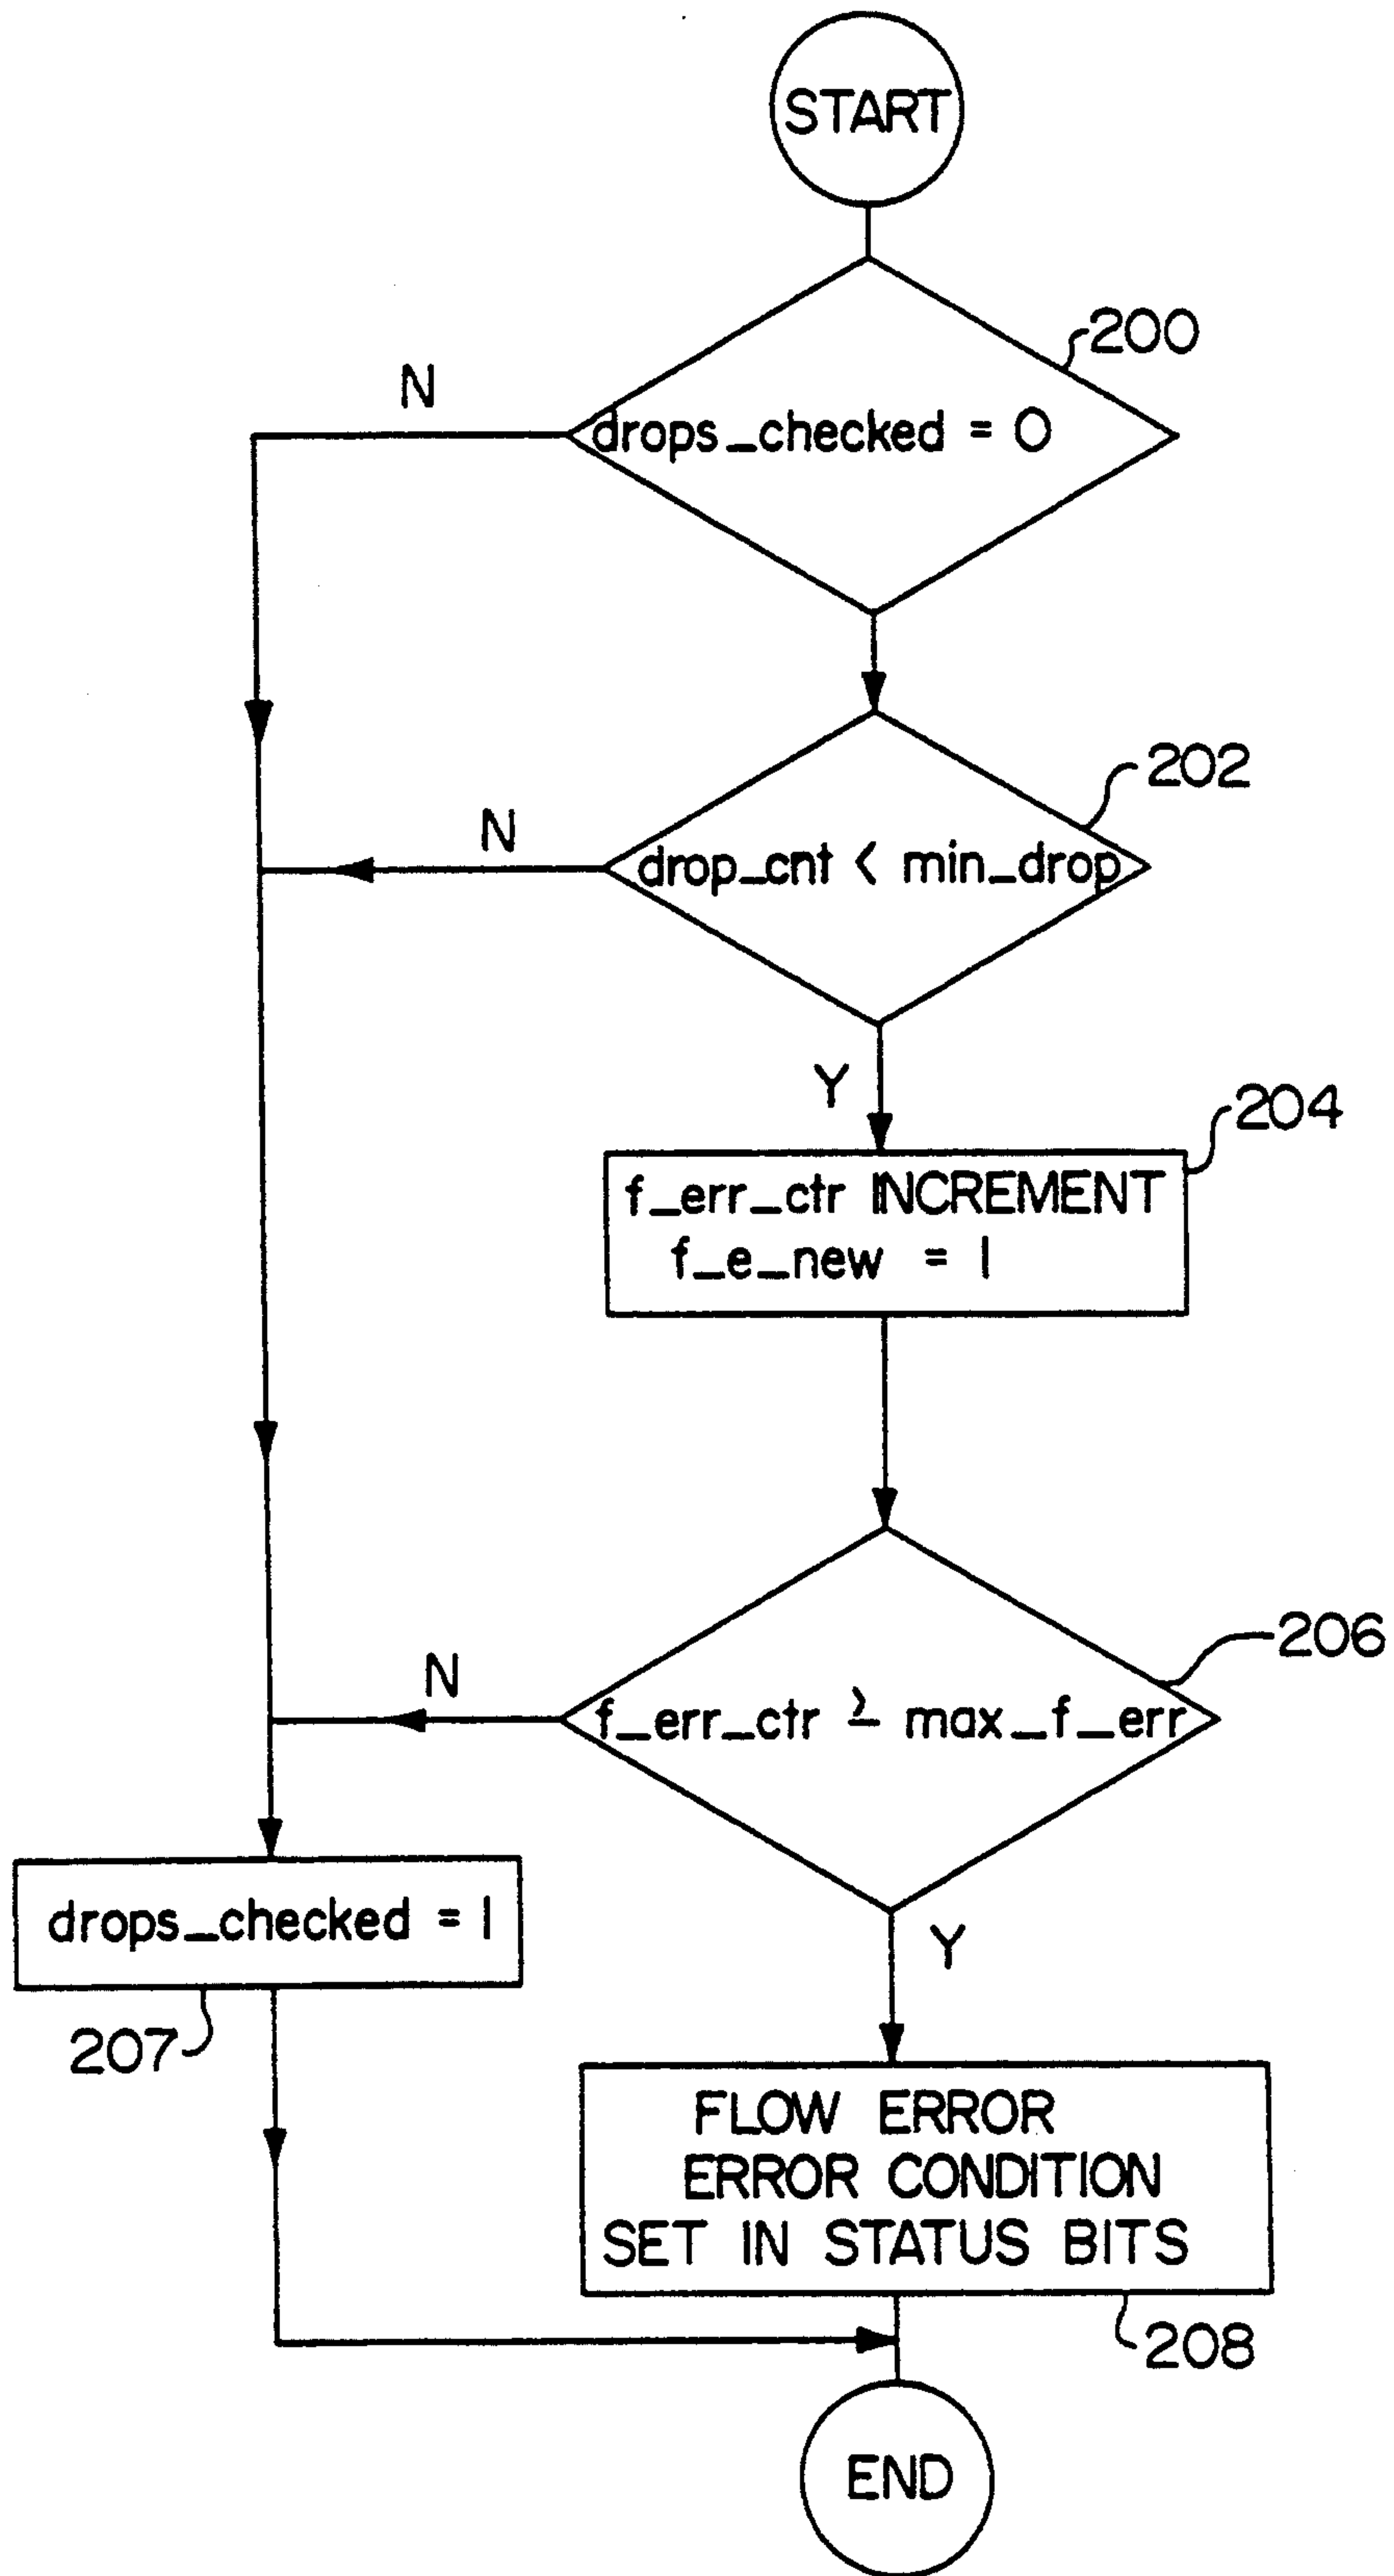 START
200
N
drops_checked = 0
202
N
drop_cnt < min_drop
Y
204
f_err_ctr INCREMENT
f_e_new = 1
206
N
f_err_ctr ≥ max_f_err
drops_checked = 1
Y
207
FLOW ERROR
ERROR CONDITION
SET IN STATUS BITS
208
END